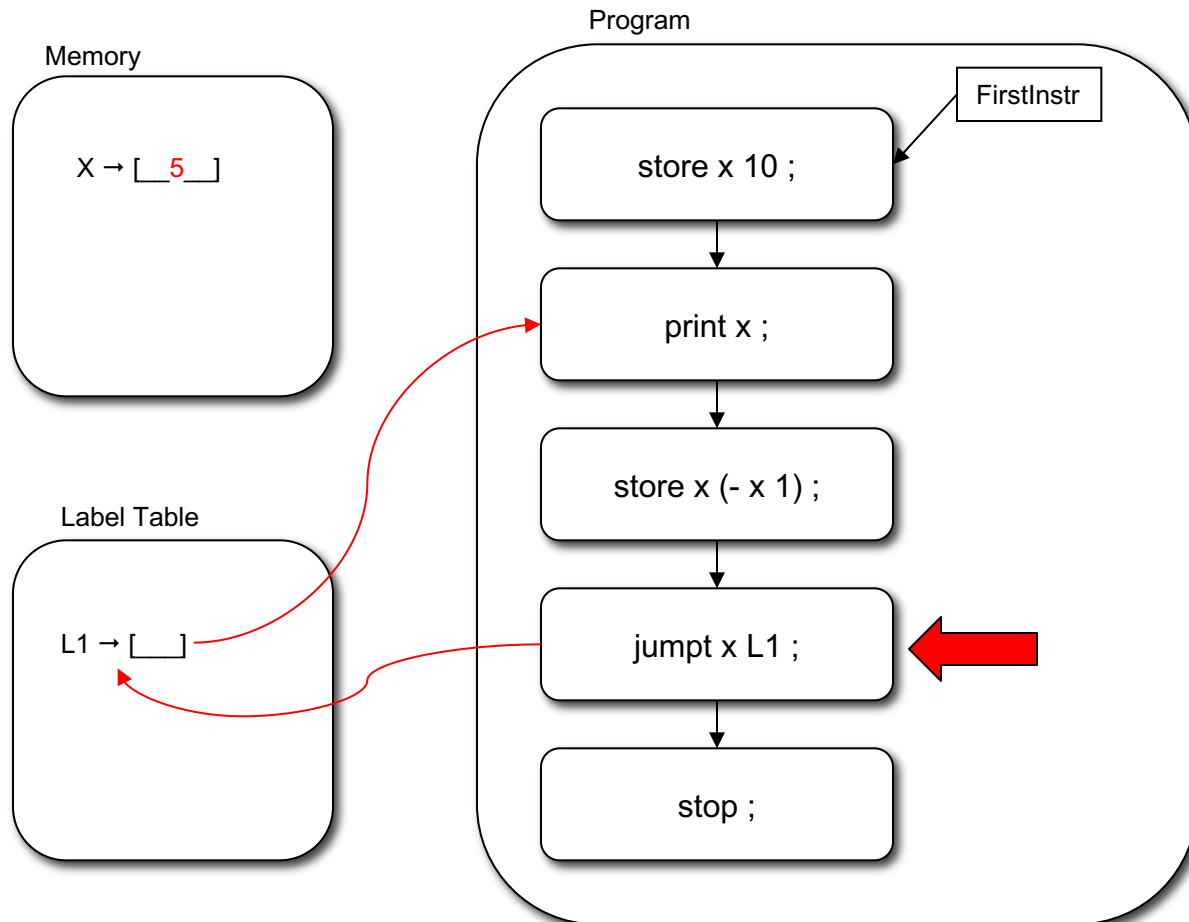 Program
Memory
FirstInstr
X → [__5__]
store x 10 ;
print x ;
store x (- x 1) ;
Label Table
L1 → [___]
jumpt x L1 ;
stop ;